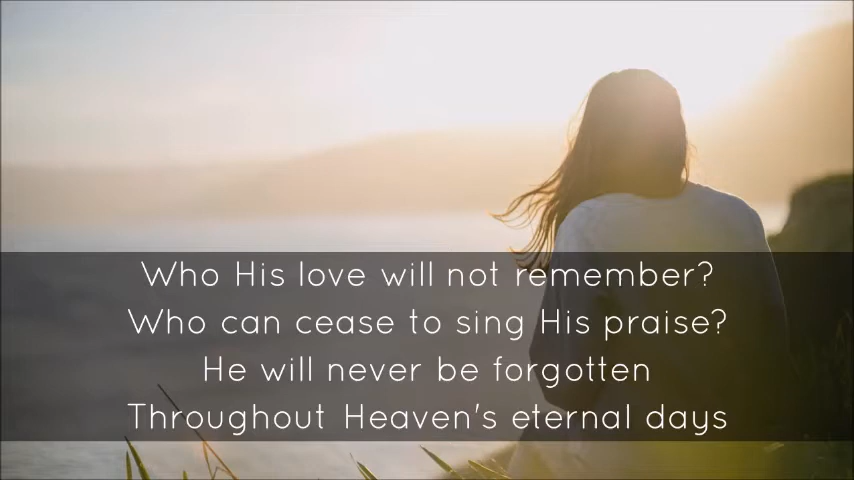 Who His love will not remember?
Who can cease to sing His praise?
He will never be forgotten
Throughout Heaven's eternal days